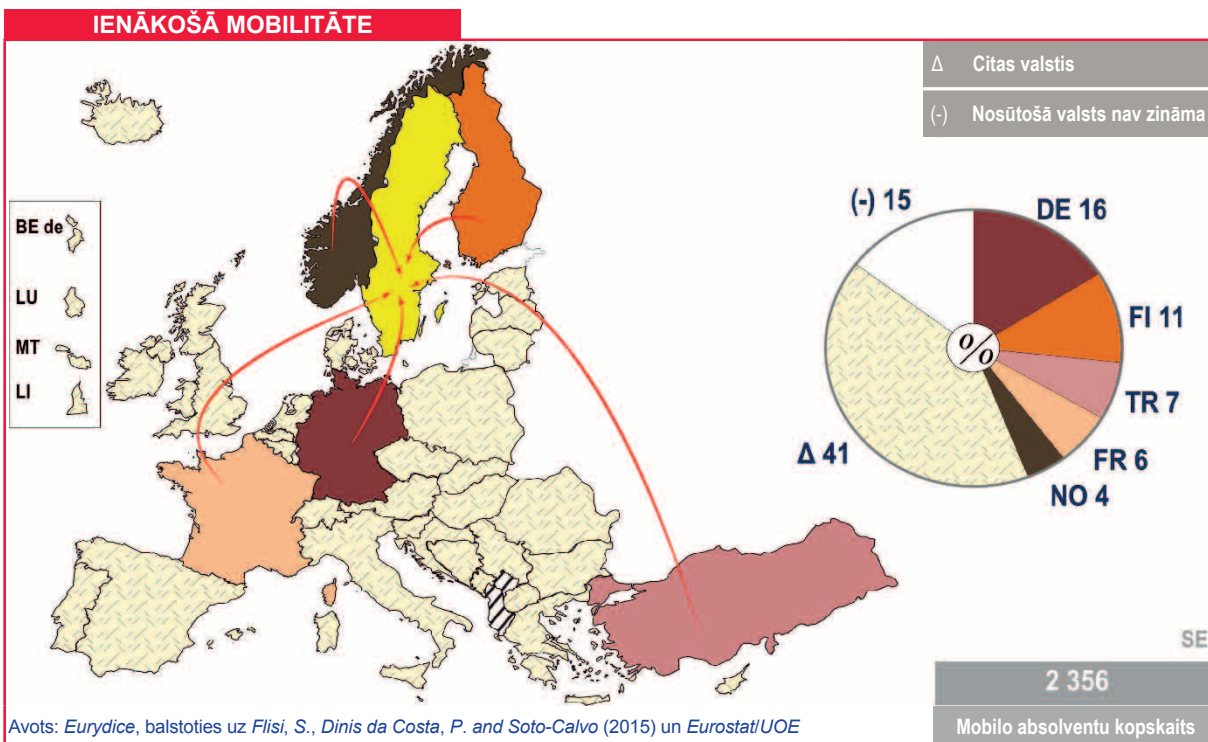 IENĀKOŠĀ MOBILITĀTE
Δ Citas valstis
(-) Nosūtošā valsts nav zināma
BE de
LU
MT
LI
(-) 15
DE 16
FI 11
TR 7
FR 6
NO 4
Δ 41
%
SE
2 356
Mobilo absolventu kopskaits
Avots: Eurydice, balstoties uz Flisi, S., Dinis da Costa, P. and Soto-Calvo (2015) un Eurostat/UOE